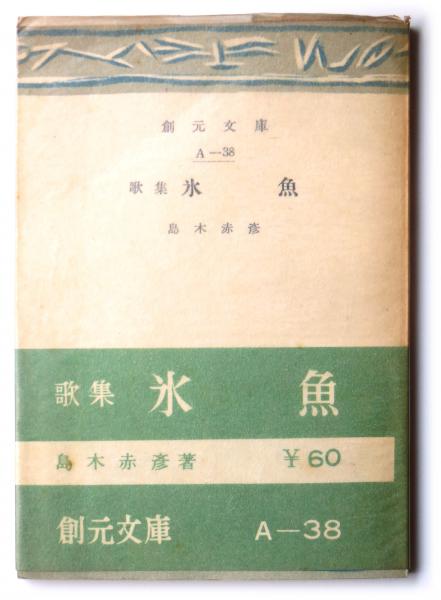 創元文庫
A—38
歌集 氷魚
島木赤彦
歌集 氷魚
島木赤彦著 ¥60
創元文庫 A—38